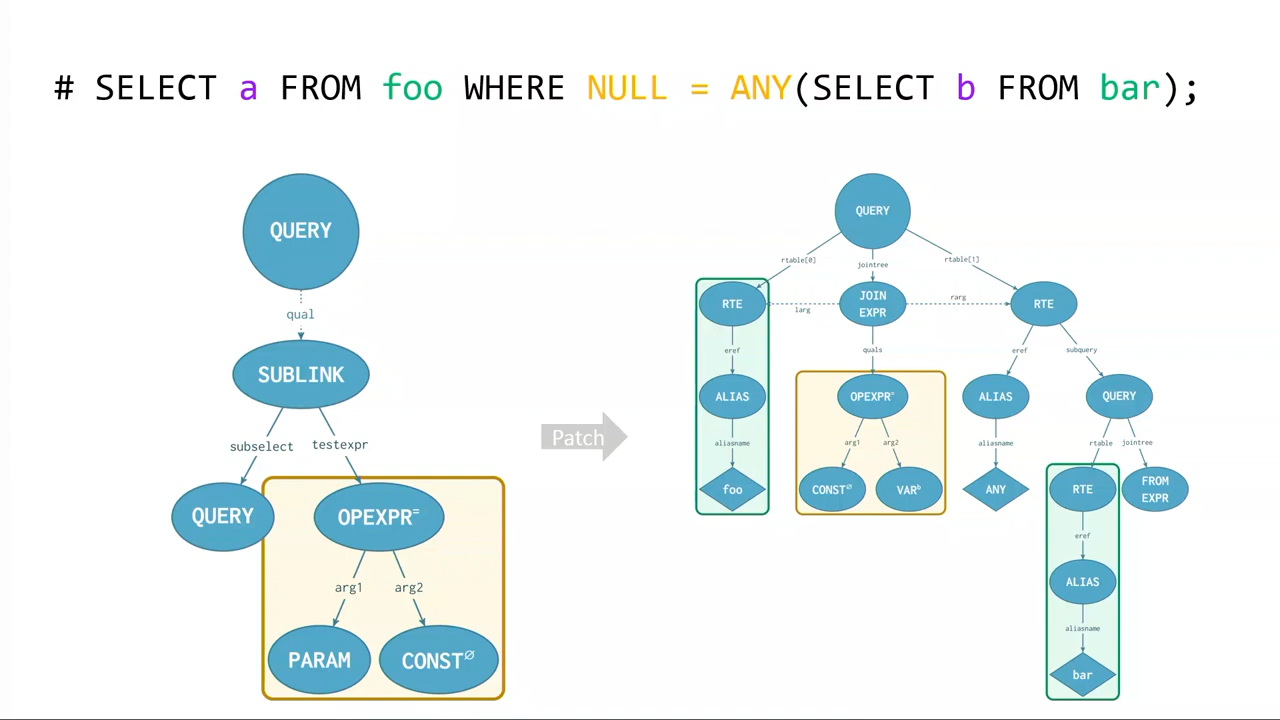 # SELECT a FROM foo WHERE NULL = ANY(SELECT b FROM bar);
QUERY
qual
SUBLINK
subselect
testexpr
QUERY
OPEXPR⁼
arg1
arg2
PARAM
CONST∅
Patch
QUERY
rtable[0]
jointree
rtable[1]
RTE
larg
JOIN
EXPR
rarg
RTE
eref
quals
eref
subquery
ALIAS
OPEXPR⁼
ALIAS
QUERY
aliasname
arg1
arg2
aliasname
rtable
jointree
foo
CONST∅
VARᵇ
ANY
RTE
FROM
EXPR
eref
ALIAS
aliasname
bar